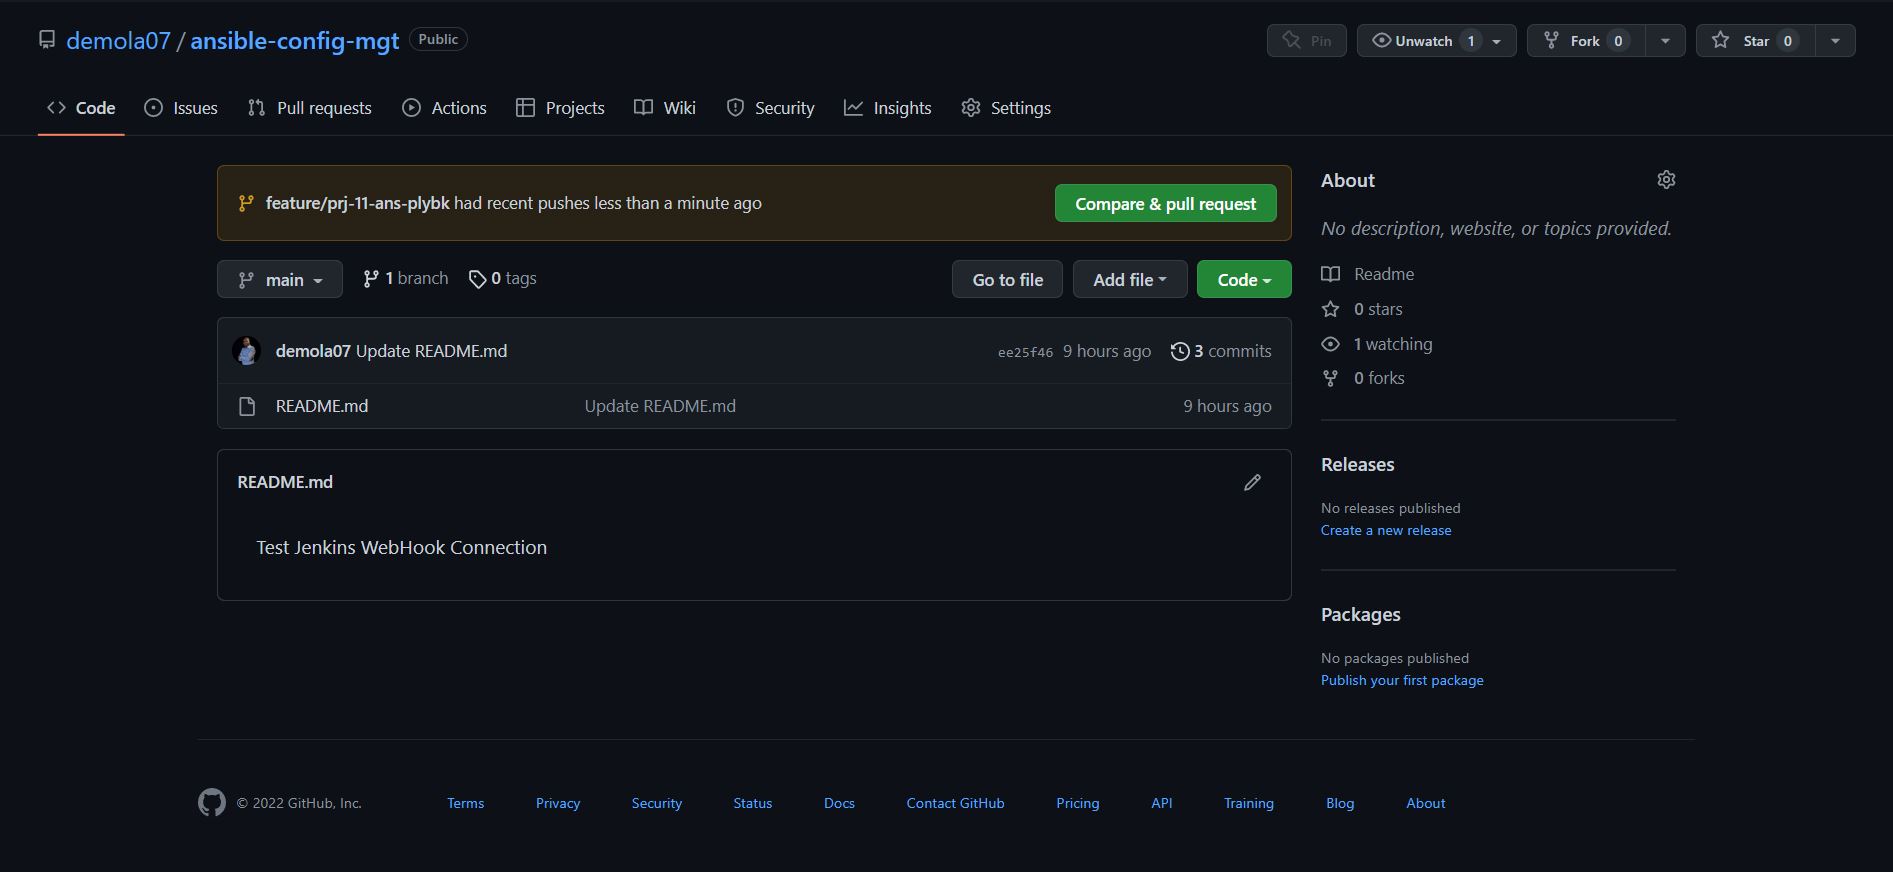 demola07 / ansible-config-mgt Public
Pin Unwatch 1 Fork 0 Star 0
Code Issues Pull requests Actions Projects Wiki Security Insights Settings
feature/prj-11-ans-plybk had recent pushes less than a minute ago Compare & pull request
main 1 branch 0 tags Go to file Add file Code
demola07 Update README.md ee25f46 9 hours ago 3 commits
README.md Update README.md 9 hours ago
README.md
Test Jenkins WebHook Connection
About
No description, website, or topics provided.
Readme
0 stars
1 watching
0 forks
Releases
No releases published
Create a new release
Packages
No packages published
Publish your first package
© 2022 GitHub, Inc. Terms Privacy Security Status Docs Contact GitHub Pricing API Training Blog About